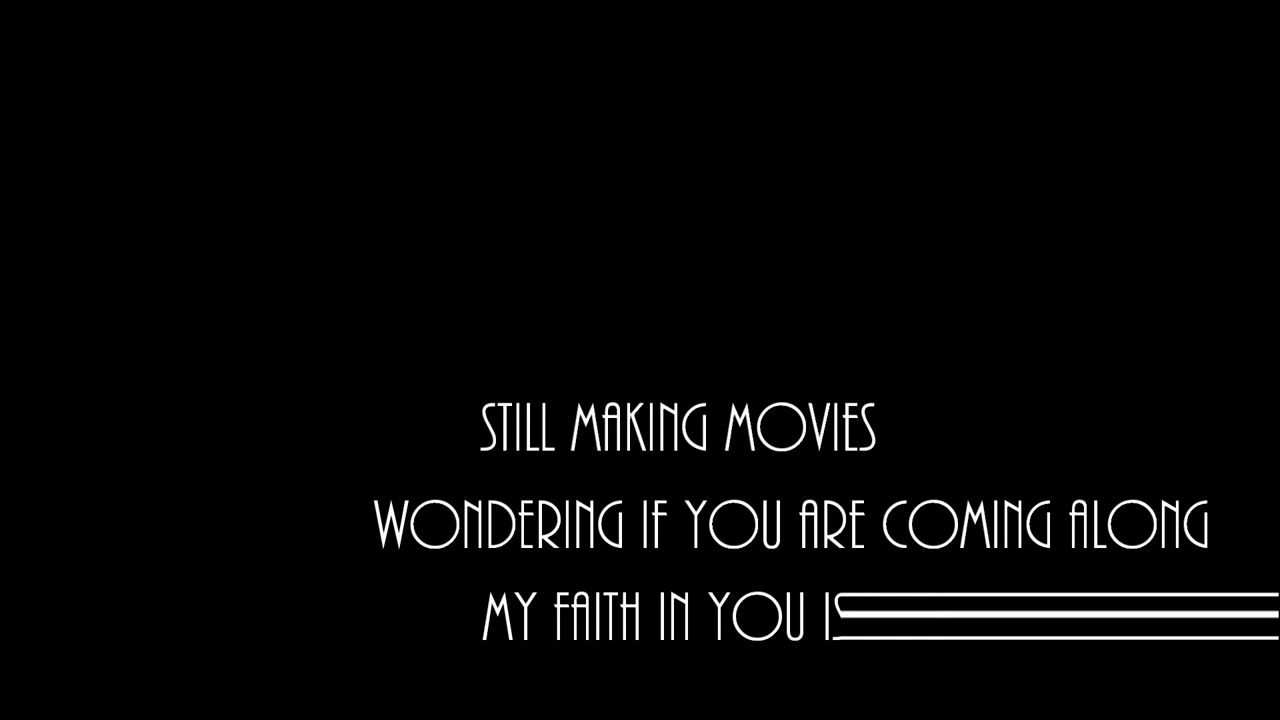 STILL MAKING MOVIES
WONDERING IF YOU ARE COMING ALONG
MY FAITH IN YOU IS